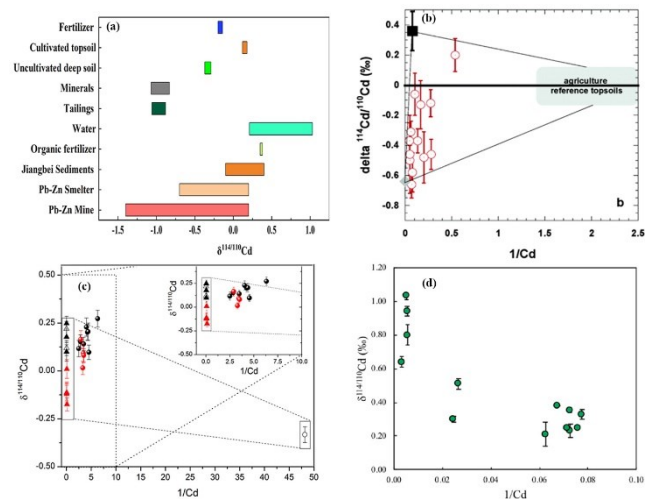 (a)
Fertilizer
Cultivated topsoil
Uncultivated deep soil
Minerals
Tailings
Water
Organic fertilizer
Jiangbei Sediments
Pb-Zn Smelter
Pb-Zn Mine
-1.5 -1.0 -0.5 0.0 0.5 1.0
δ¹¹⁴/¹¹⁰Cd
(b)
delta ¹¹⁴Cd/¹¹⁰Cd (‰)
0.4
0.2
0
-0.2
-0.4
-0.6
-0.8
agriculture
reference topsoils
b
0 0.5 1 1.5 2 2.5
1/Cd
(c)
δ¹¹⁴/¹¹⁰Cd
0.50
0.25
0.00
-0.25
-0.50
0 5 10 15 20 25 30 35 40 45 50
1/Cd
δ¹¹⁴/¹¹⁰Cd
0.50
0.25
0.00
-0.25
0.50
0.0 2.5 5.0 7.5 10.0
1/Cd
(d)
δ¹¹⁴/¹¹⁰Cd (‰)
1.20
1.00
0.80
0.60
0.40
0.20
0.00
0.00 0.02 0.04 0.06 0.08 0.10
1/Cd